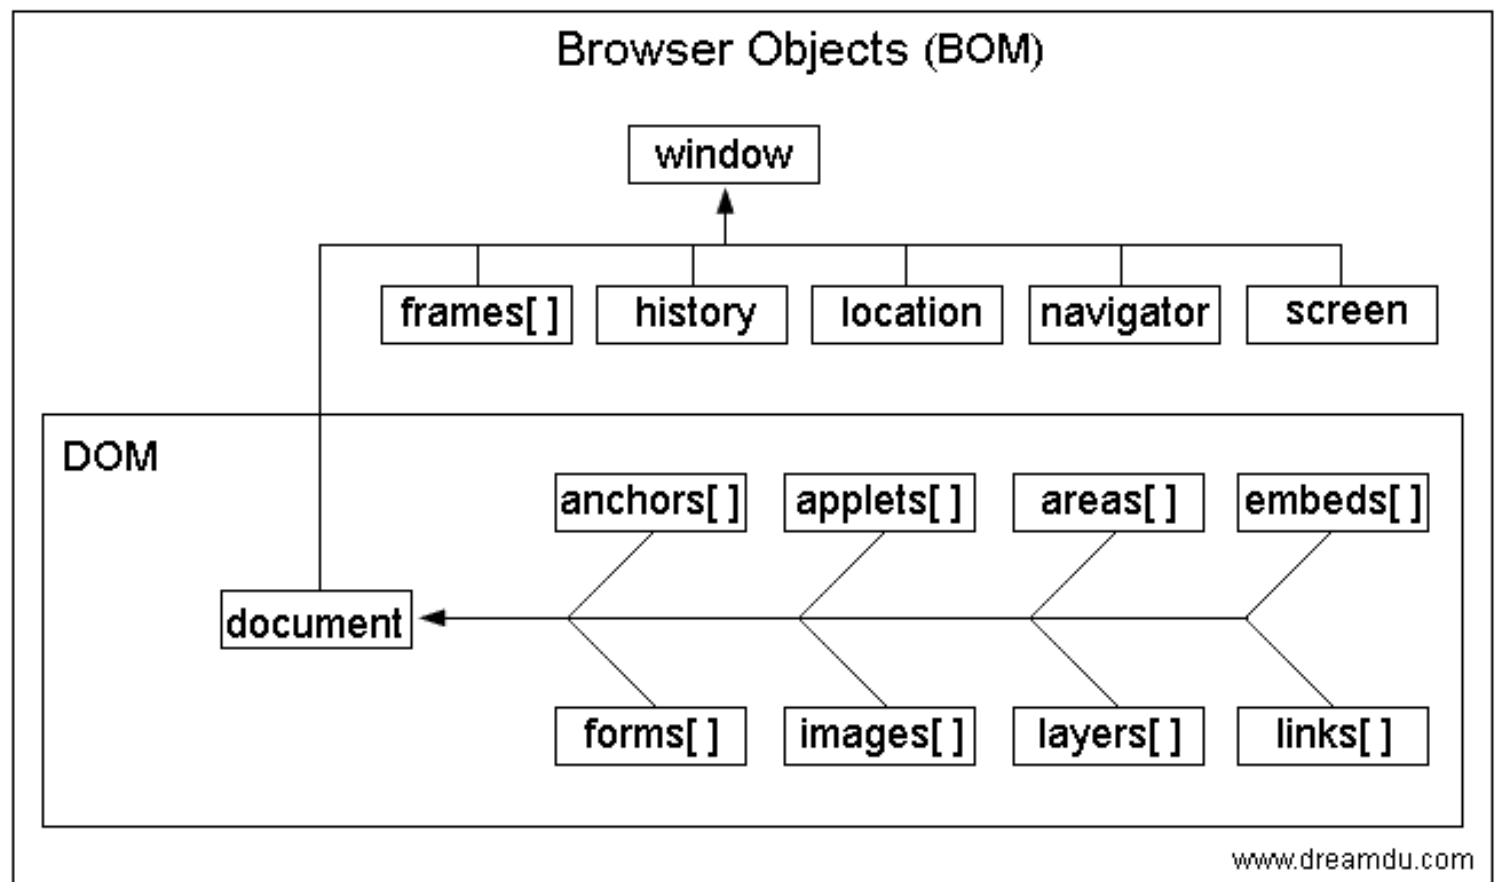 Browser Objects (BOM)
window
frames[ ]
history
location
navigator
screen
DOM
anchors[ ]
applets[ ]
areas[ ]
embeds[ ]
document
forms[ ]
images[ ]
layers[ ]
links[ ]
www.dreamdu.com